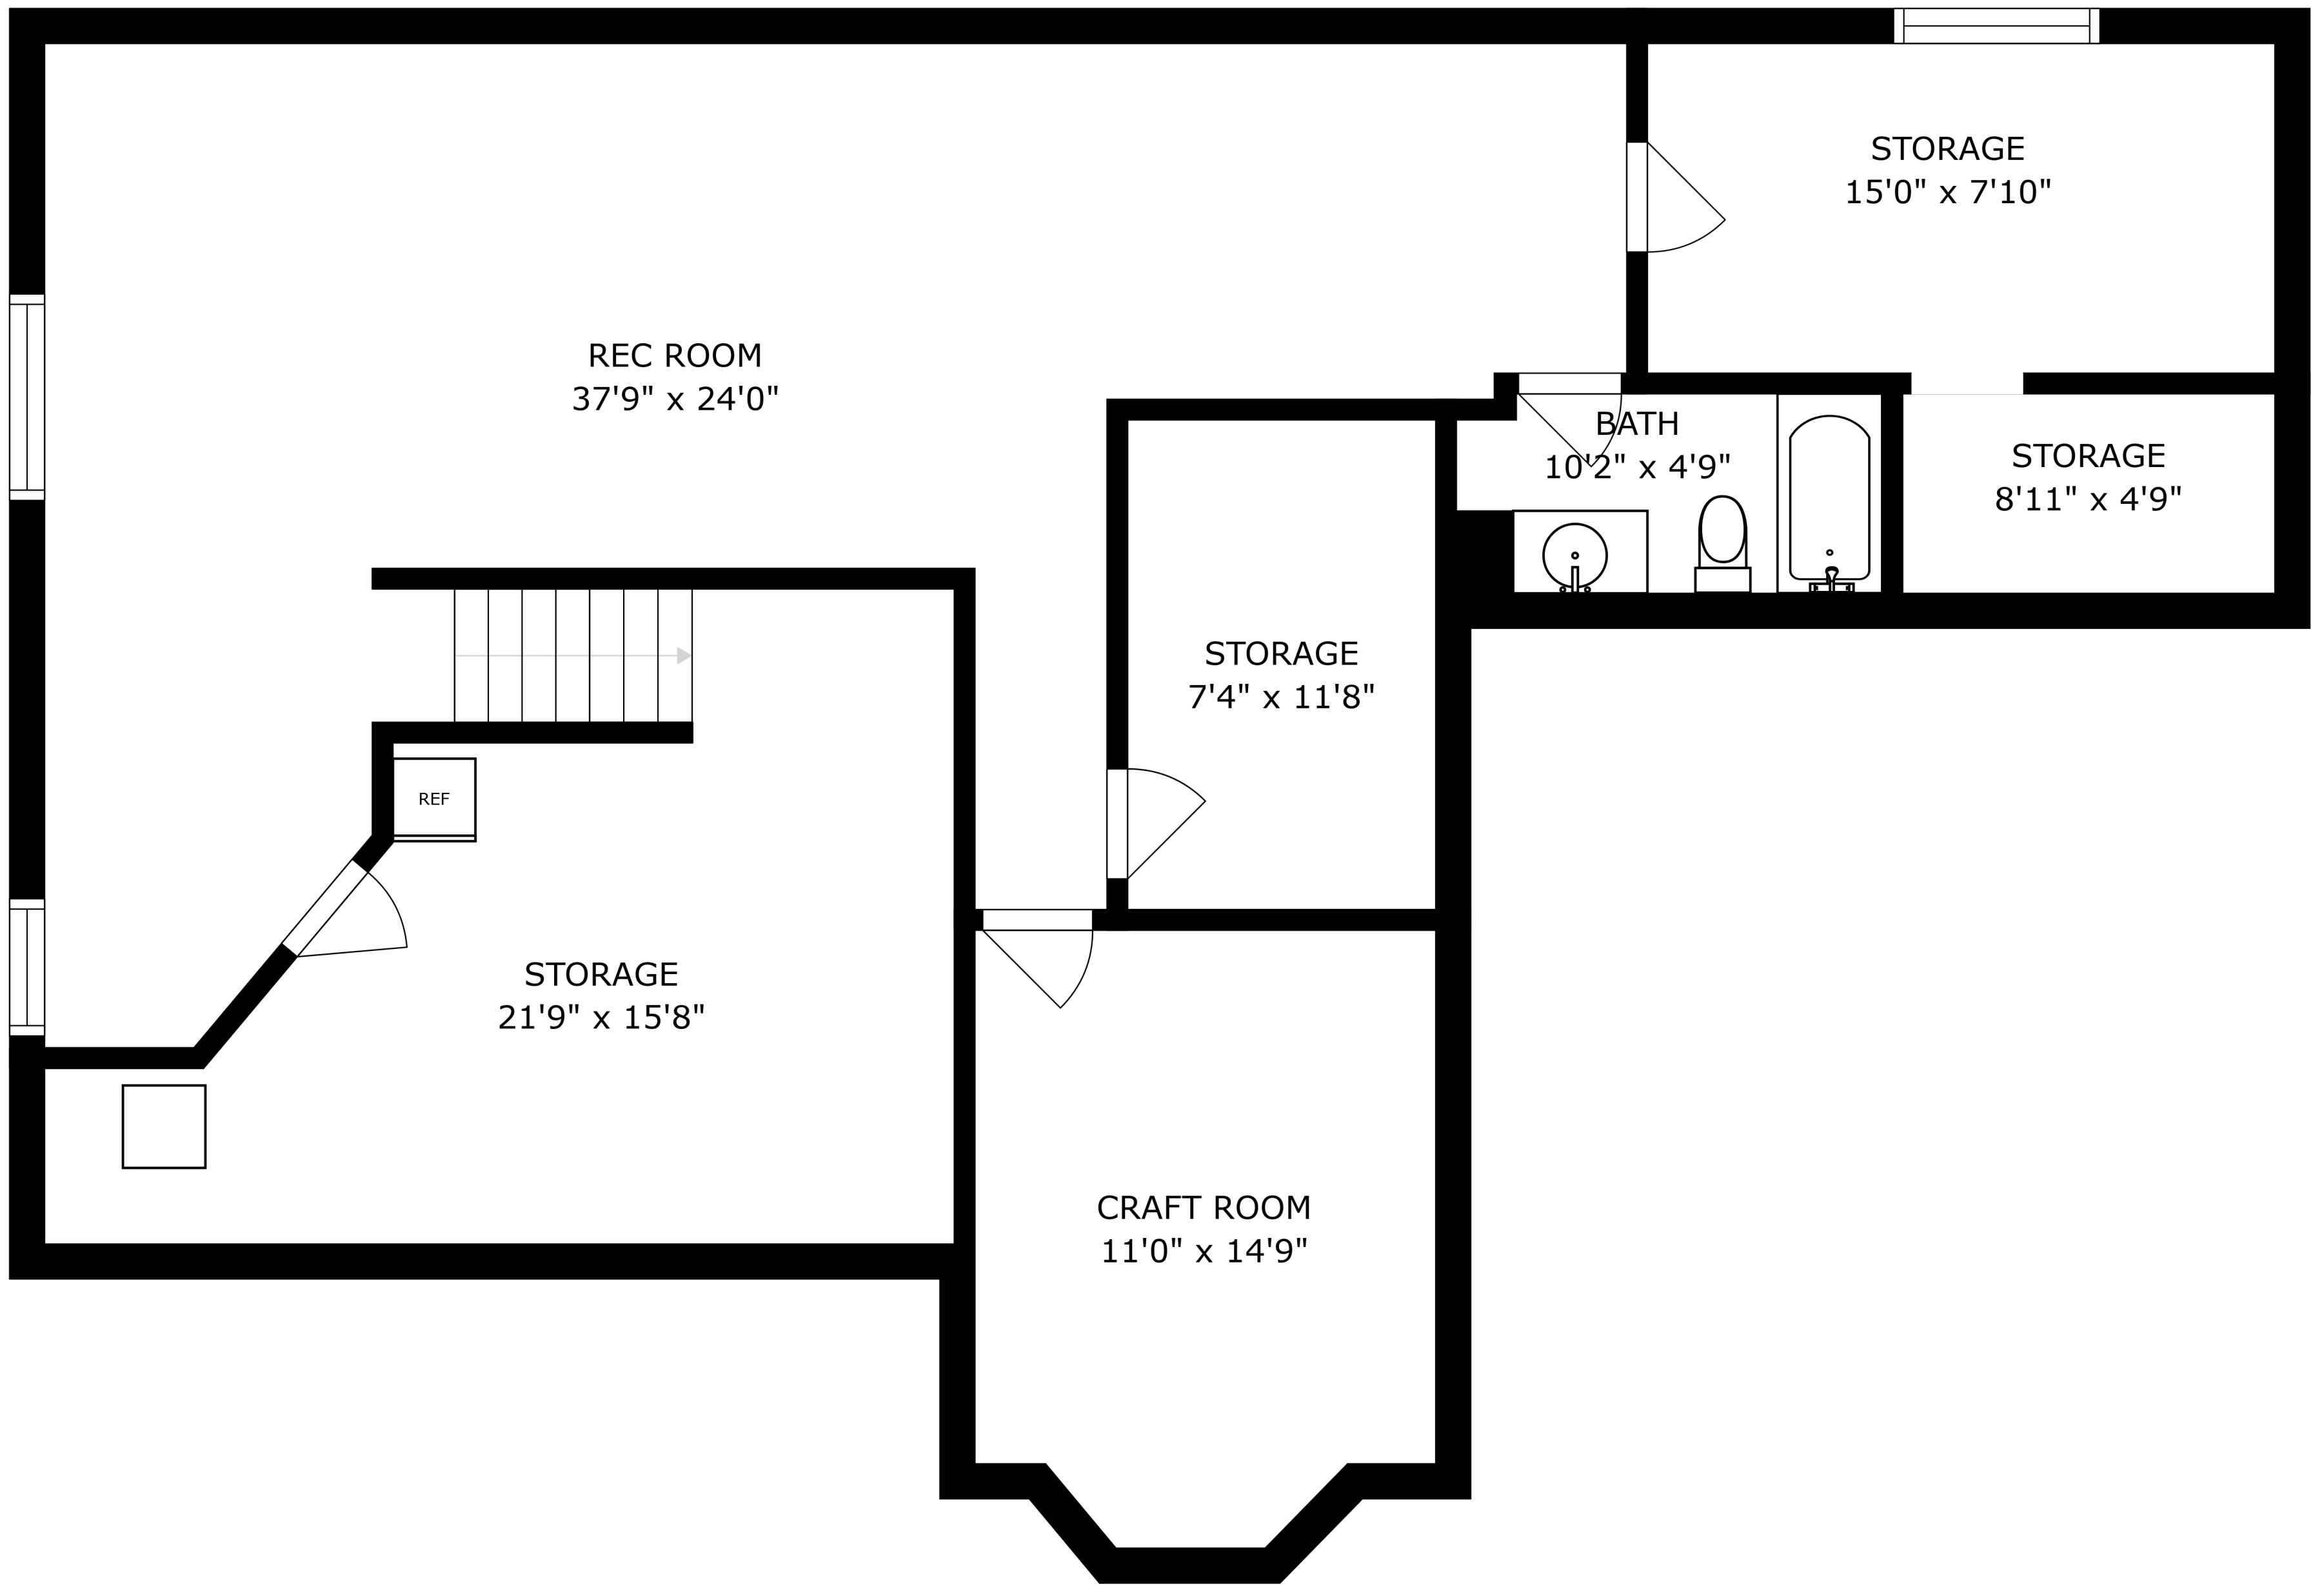 STORAGE
15'0" x 7'10"
REC ROOM
37'9" x 24'0"
BATH
10'2" x 4'9"
STORAGE
8'11" x 4'9"
STORAGE
7'4" x 11'8"
REF
STORAGE
21'9" x 15'8"
CRAFT ROOM
11'0" x 14'9"